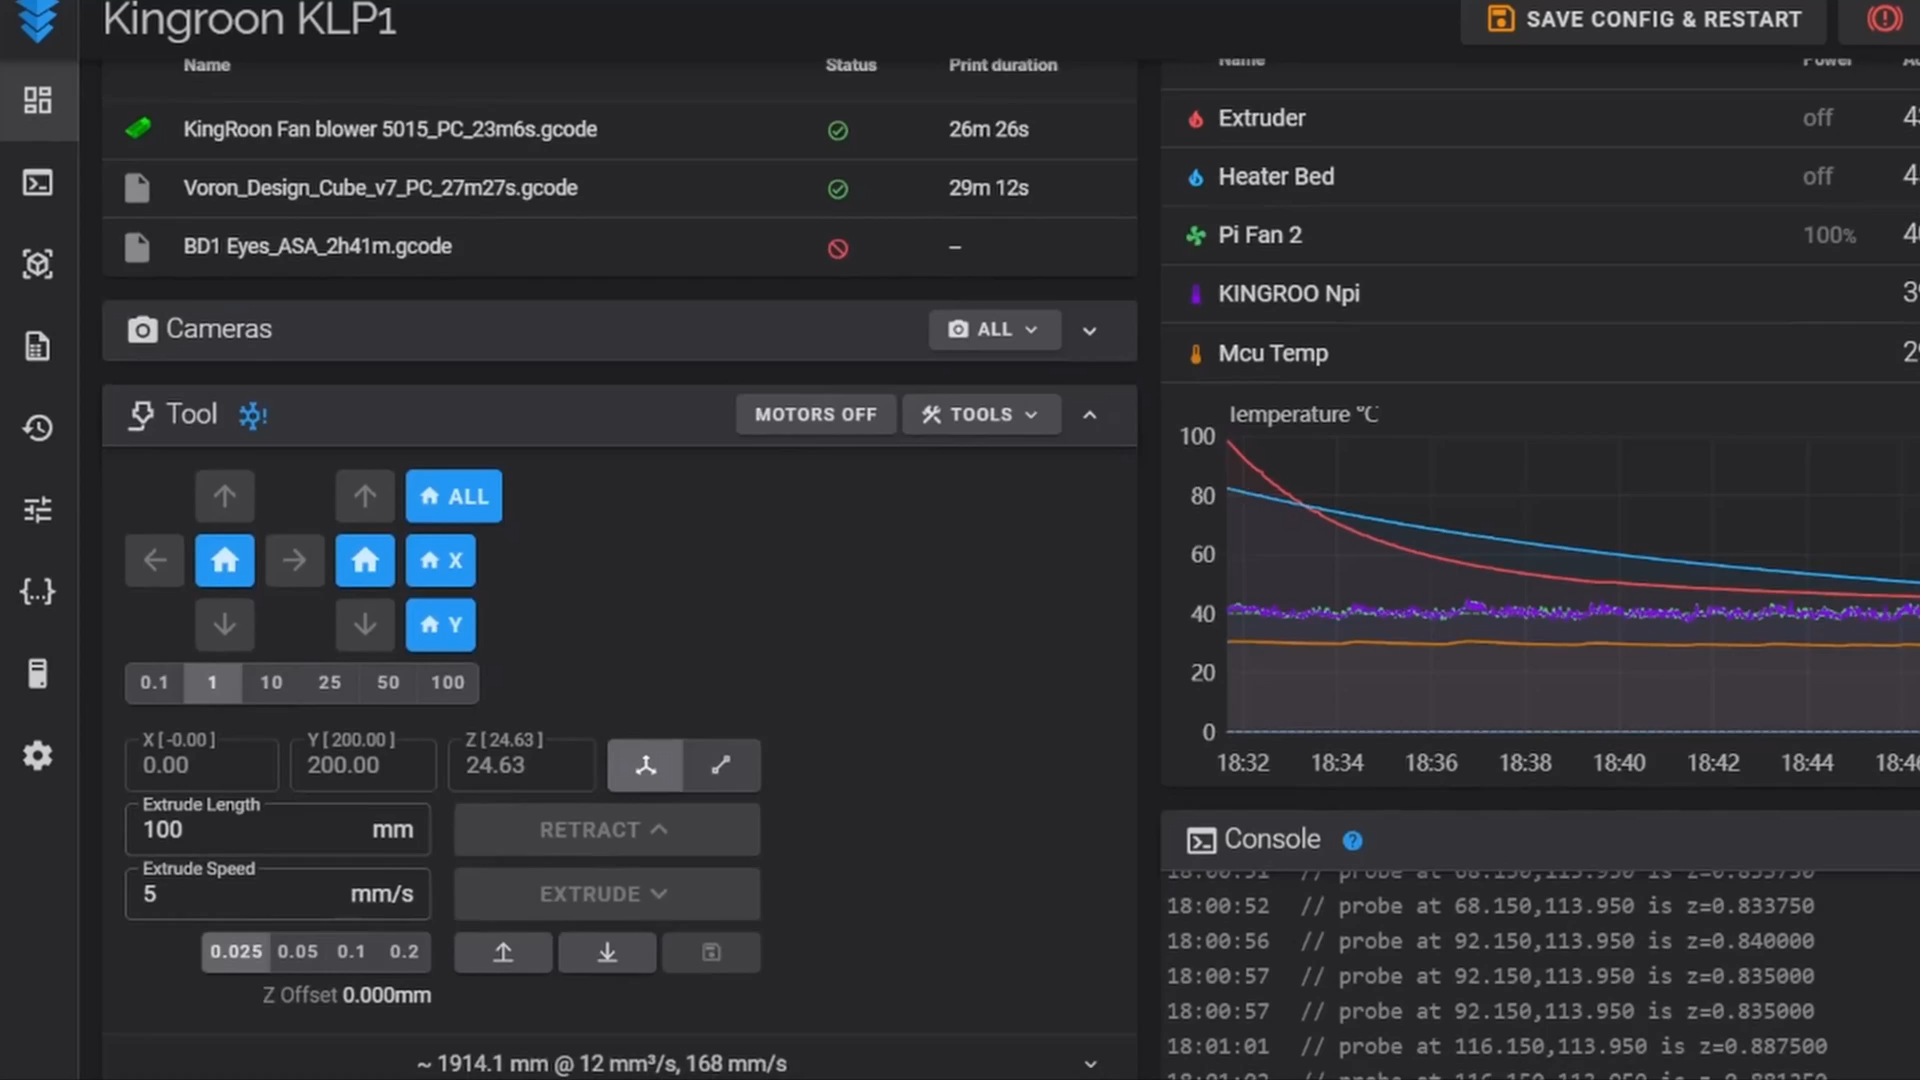 Kingroon KLP1
SAVE CONFIG & RESTART
Name Status Print duration
KingRoon Fan blower 5015_PC_23m6s.gcode 26m 26s
Voron_Design_Cube_v7_PC_27m27s.gcode 29m 12s
BD1 Eyes_ASA_2h41m.gcode –
Cameras
ALL
Tool
MOTORS OFF
TOOLS
ALL
X
Y
0.1 1 10 25 50 100
X [ -0.00 ] Y [ 200.00 ] Z [ 24.63 ]
0.00 200.00 24.63
Extrude Length
100 mm
RETRACT
Extrude Speed
5 mm/s
EXTRUDE
0.025 0.05 0.1 0.2
Z Offset 0.000mm
~ 1914.1 mm @ 12 mm³/s, 168 mm/s
Name Power
Extruder off
Heater Bed off
Pi Fan 2 100%
KINGROO Npi
Mcu Temp
Temperature °C
100
80
60
40
20
0
18:32 18:34 18:36 18:38 18:40 18:42 18:44
Console
18:00:52 // probe at 68.150,113.950 is z=0.833750
18:00:56 // probe at 92.150,113.950 is z=0.840000
18:00:57 // probe at 92.150,113.950 is z=0.835000
18:00:57 // probe at 92.150,113.950 is z=0.835000
18:01:01 // probe at 116.150,113.950 is z=0.887500